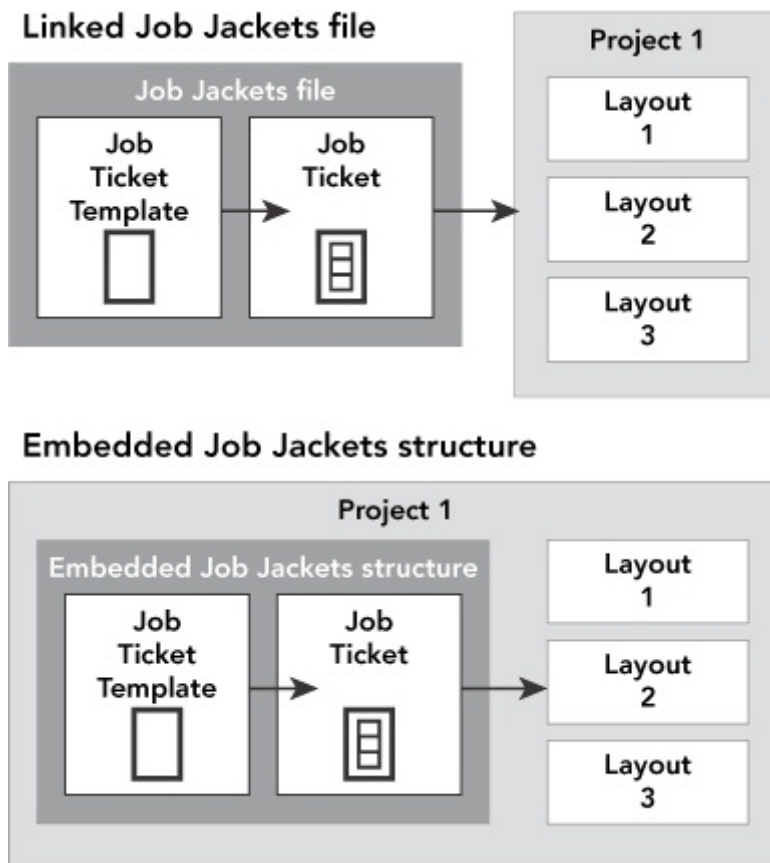 Linked Job Jackets file
Job Jackets file
Job
Ticket
Template
Job
Ticket
Project 1
Layout
1
Layout
2
Layout
3
Embedded Job Jackets structure
Project 1
Embedded Job Jackets structure
Job
Ticket
Template
Job
Ticket
Layout
1
Layout
2
Layout
3